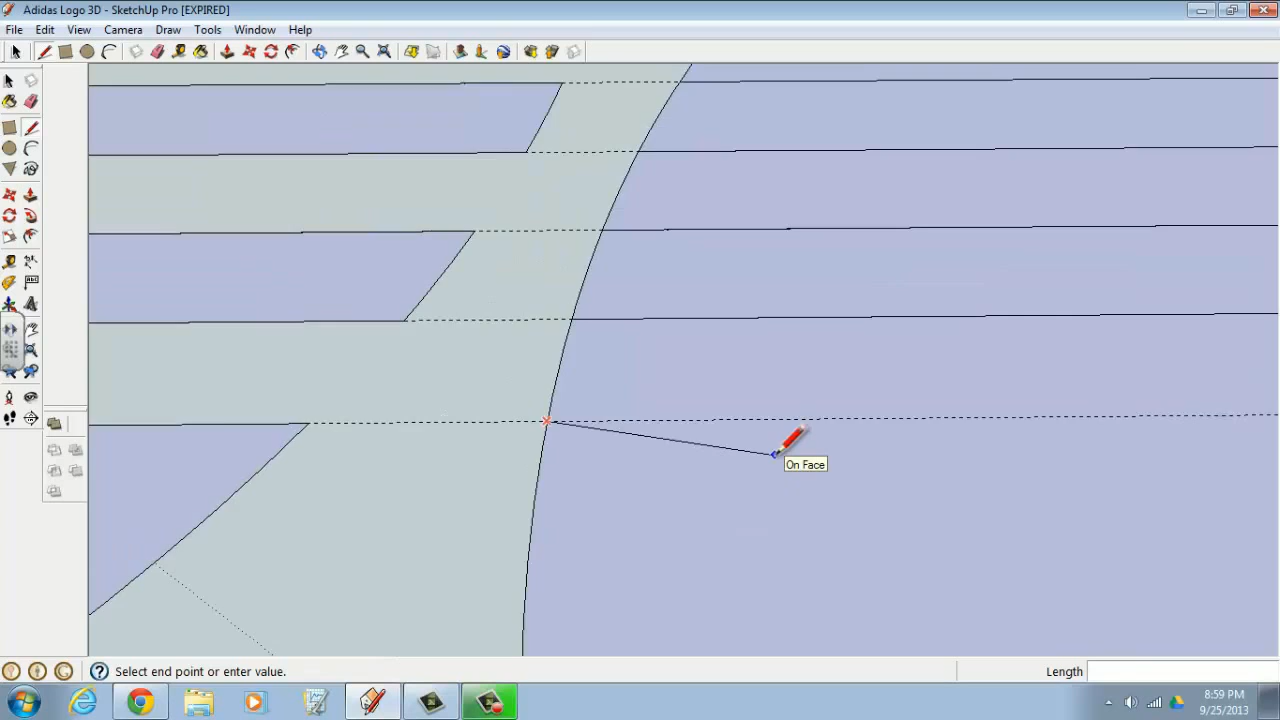 Adidas Logo 3D - SketchUp Pro [EXPIRED]
File Edit View Camera Draw Tools Window Help
On Face
Select end point or enter value.
Length
8:59 PM
9/25/2013